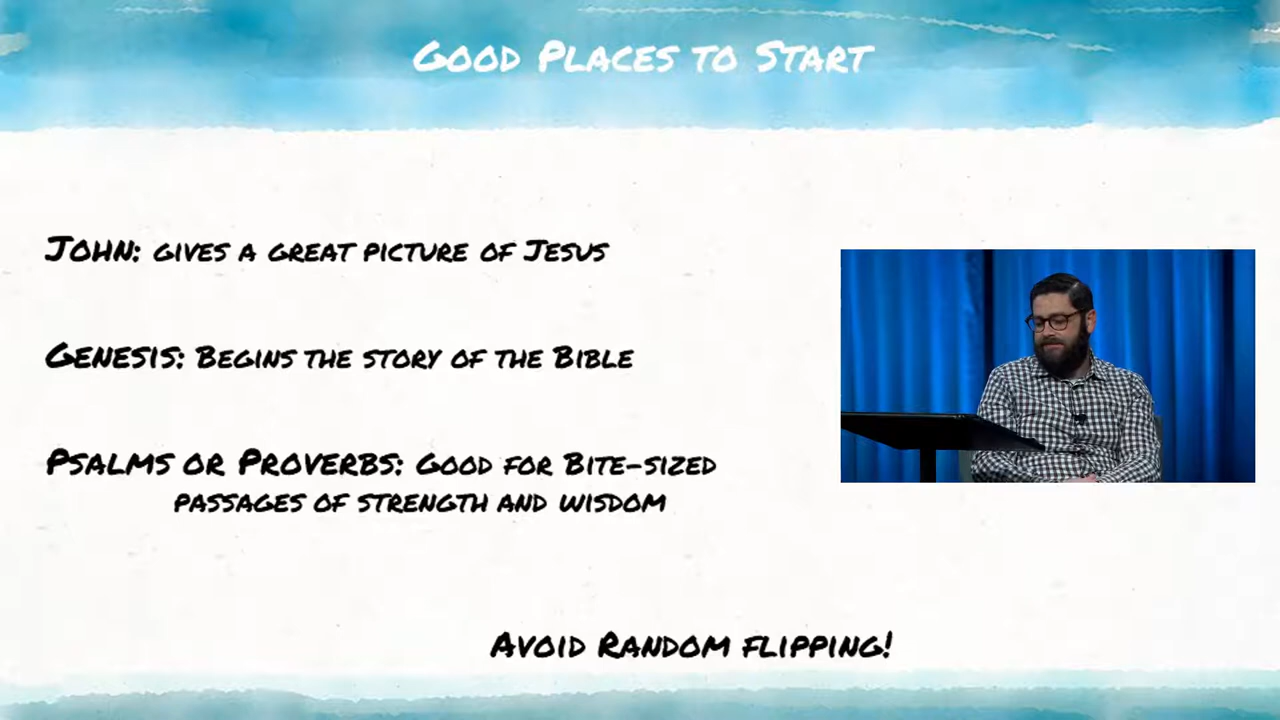 Good Places to Start
John: gives a great picture of Jesus
Genesis: Begins the story of the Bible
Psalms or Proverbs: Good for Bite-sized
passages of strength and wisdom
Avoid Random flipping!